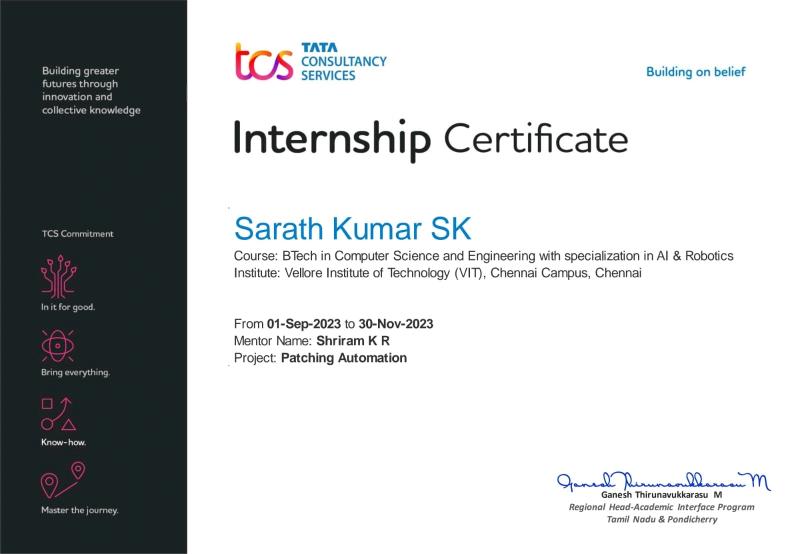 Building greater
futures through
innovation and
collective knowledge
TCS Commitment
In it for good.
Bring everything.
Know-how.
Master the journey.
tcs TATA
CONSULTANCY
SERVICES
Building on belief
Internship Certificate
Sarath Kumar SK
Course: BTech in Computer Science and Engineering with specialization in AI & Robotics
Institute: Vellore Institute of Technology (VIT), Chennai Campus, Chennai
From 01-Sep-2023 to 30-Nov-2023
Mentor Name: Shriram K R
Project: Patching Automation
Ganesh Thirunavukkarasu M
Ganesh Thirunavukkarasu M
Regional Head-Academic Interface Program
Tamil Nadu & Pondicherry